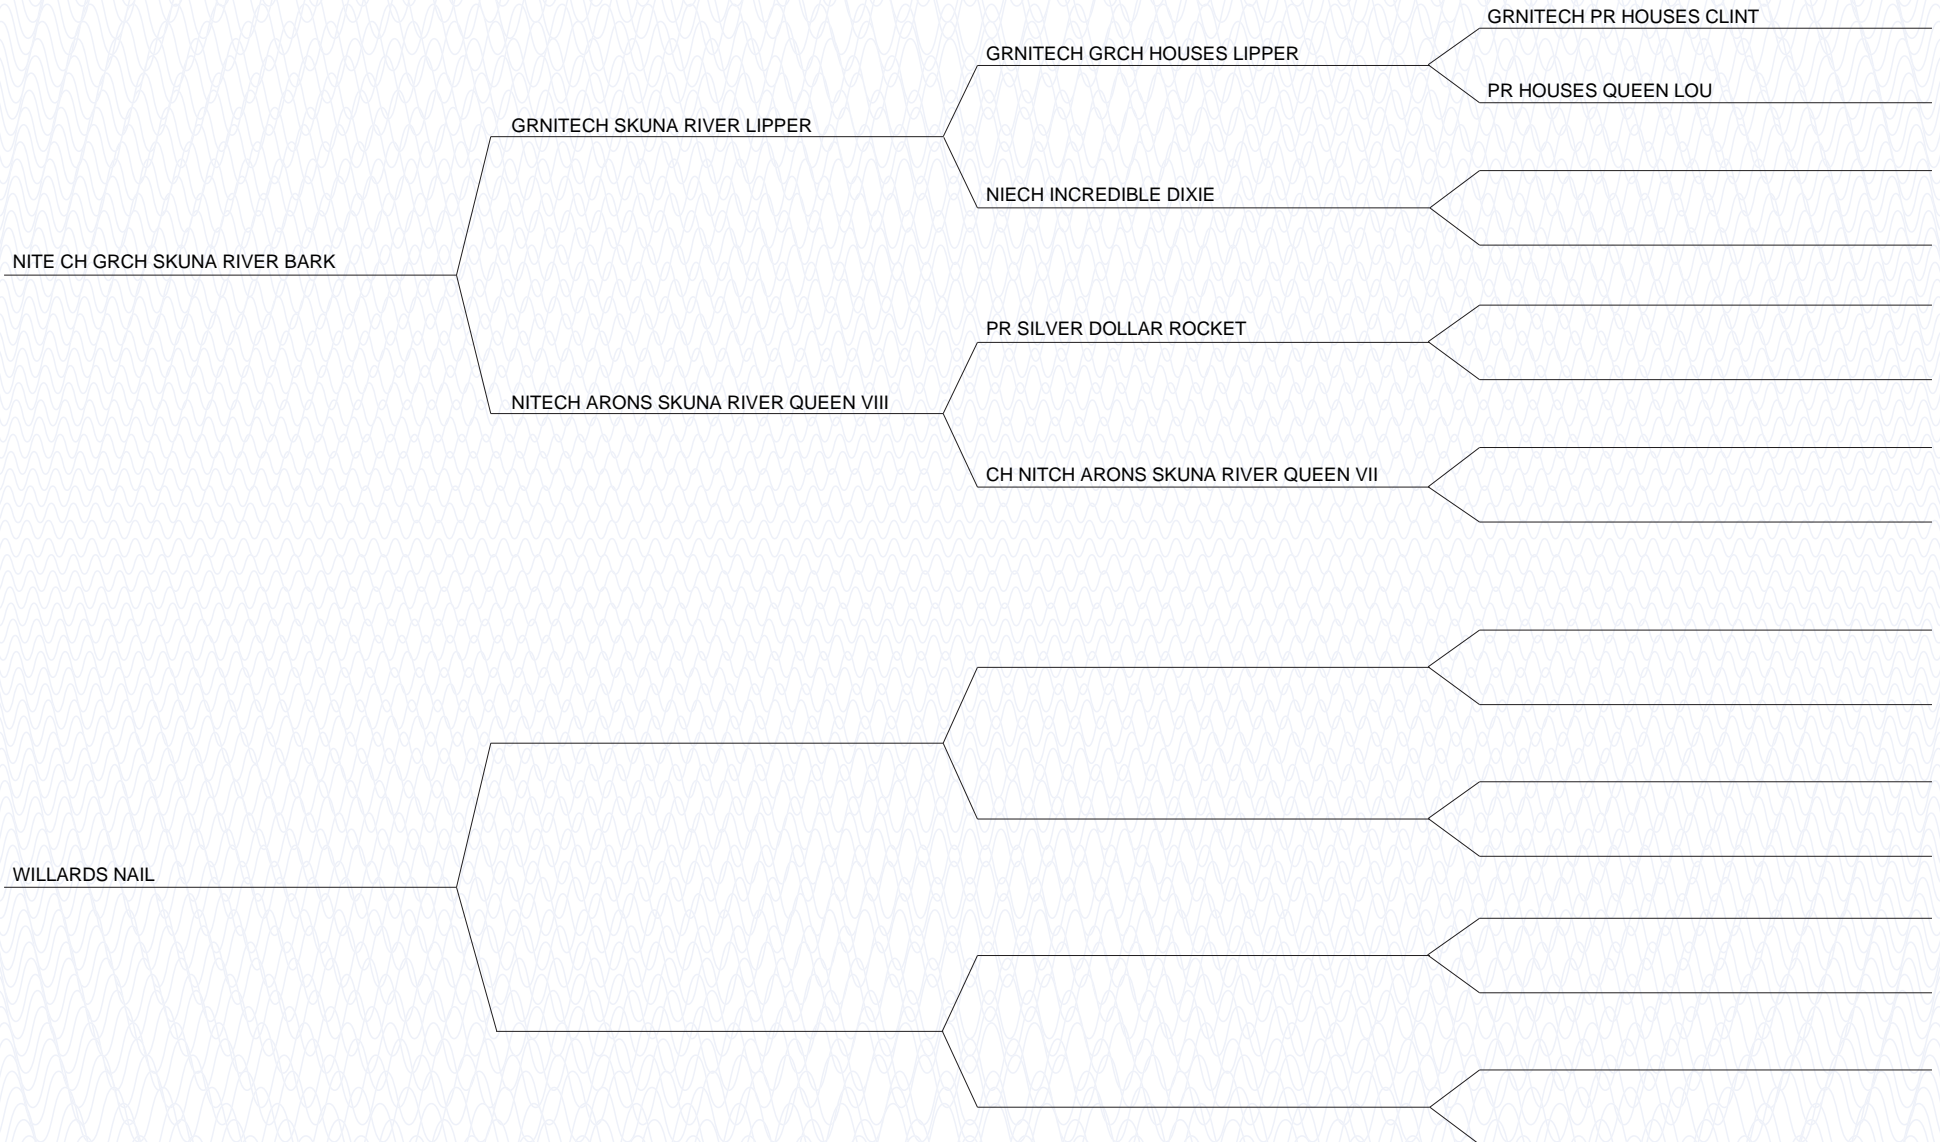 GRNITECH PR HOUSES CLINT
GRNITECH GRCH HOUSES LIPPER
PR HOUSES QUEEN LOU
GRNITECH SKUNA RIVER LIPPER
NIECH INCREDIBLE DIXIE
NITE CH GRCH SKUNA RIVER BARK
PR SILVER DOLLAR ROCKET
NITECH ARONS SKUNA RIVER QUEEN VIII
CH NITCH ARONS SKUNA RIVER QUEEN VII
WILLARDS NAIL